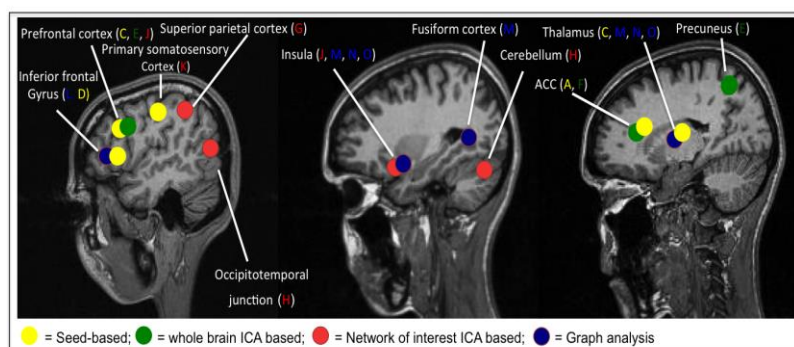 Superior parietal cortex (G)
Prefrontal cortex (C, E, J)
Primary somatosensory
Cortex (K)
Inferior frontal
Gyrus (L, D)
Occipitotemporal
junction (H)
Fusiform cortex (M)
Insula (J, M, N, O)
Cerebellum (H)
Thalamus (C, M, N, O)
Precuneus (E)
ACC (A, F)
= Seed-based; = whole brain ICA based; = Network of interest ICA based; = Graph analysis